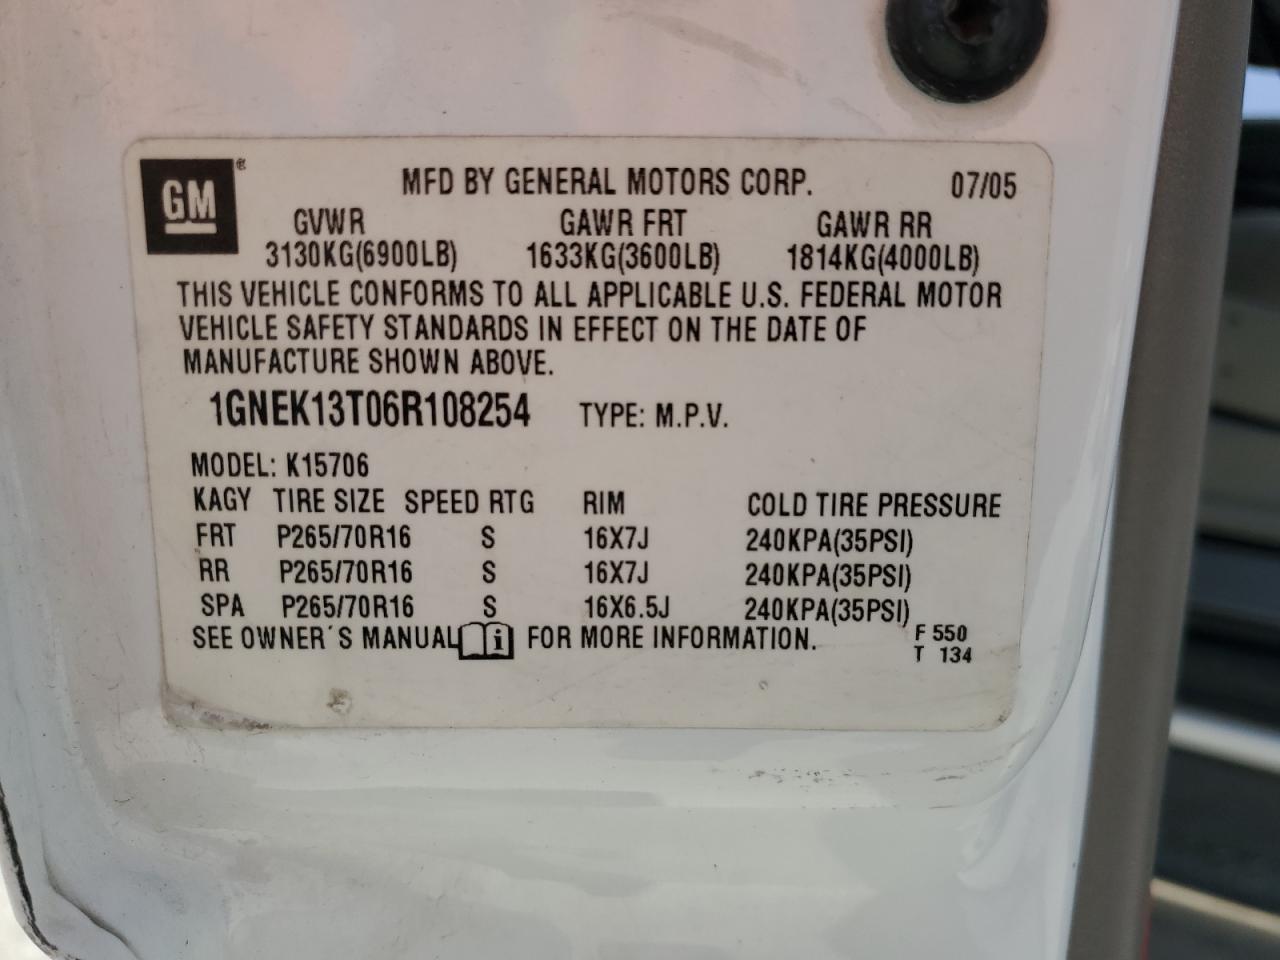 GM®
MFD BY GENERAL MOTORS CORP. 07/05
GVWR GAWR FRT GAWR RR
3130KG(6900LB) 1633KG(3600LB) 1814KG(4000LB)
THIS VEHICLE CONFORMS TO ALL APPLICABLE U.S. FEDERAL MOTOR
VEHICLE SAFETY STANDARDS IN EFFECT ON THE DATE OF
MANUFACTURE SHOWN ABOVE.
1GNEK13T06R108254 TYPE: M.P.V.
MODEL: K15706
KAGY TIRE SIZE SPEED RTG RIM COLD TIRE PRESSURE
FRT P265/70R16 S 16X7J 240KPA(35PSI)
RR P265/70R16 S 16X7J 240KPA(35PSI)
SPA P265/70R16 S 16X6.5J 240KPA(35PSI)
SEE OWNER´S MANUAL i FOR MORE INFORMATION.
F 550
T 134